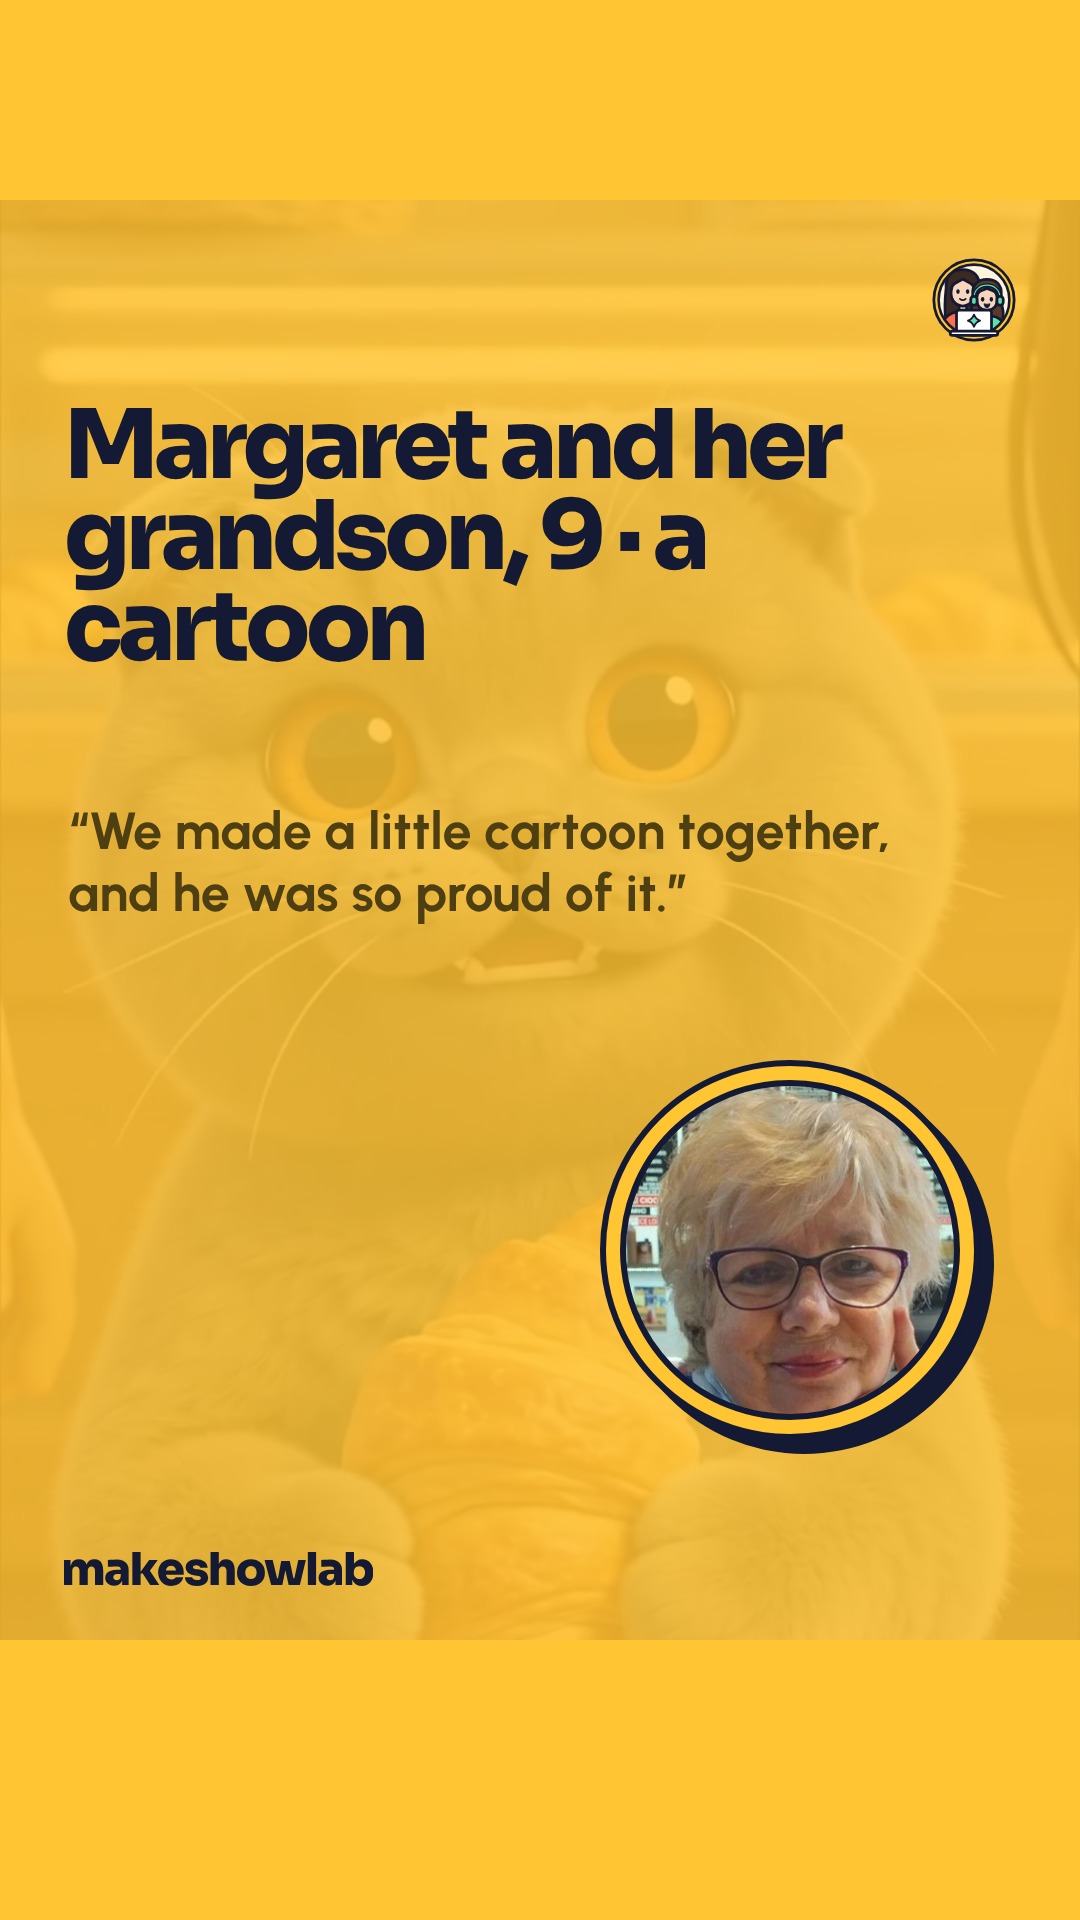 Margaret and her
grandson, 9 · a
cartoon
“We made a little cartoon together,
and he was so proud of it.”
makeshowlab